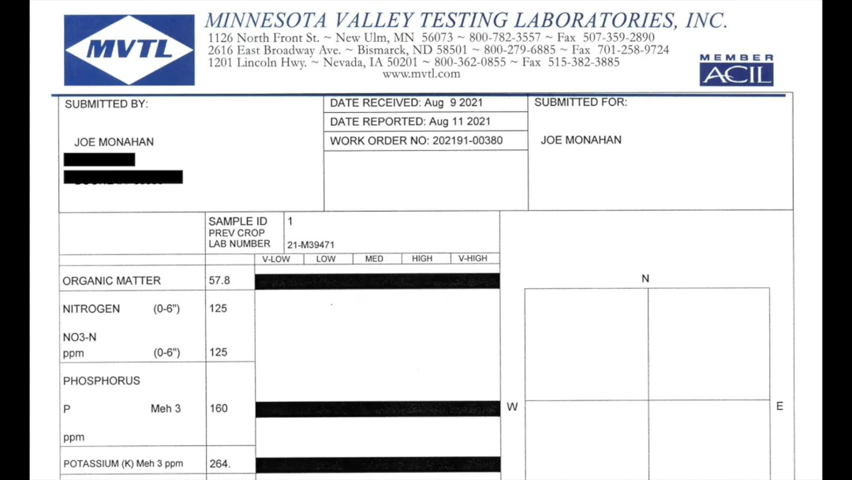 MINNESOTA VALLEY TESTING LABORATORIES, INC.
MVTL
1126 North Front St. ~ New Ulm, MN 56073 ~ 800-782-3557 ~ Fax 507-359-2890
2616 East Broadway Ave. ~ Bismarck, ND 58501 ~ 800-279-6885 ~ Fax 701-258-9724
1201 Lincoln Hwy. ~ Nevada, IA 50201 ~ 800-362-0855 ~ Fax 515-382-3885
www.mvtl.com
MEMBER
ACIL
SUBMITTED BY:
JOE MONAHAN
DATE RECEIVED: Aug 9 2021
DATE REPORTED: Aug 11 2021
WORK ORDER NO: 202191-00380
SUBMITTED FOR:
JOE MONAHAN
SAMPLE ID 1
PREV CROP
LAB NUMBER 21-M39471
V-LOW LOW MED HIGH V-HIGH
ORGANIC MATTER 57.8
NITROGEN (0-6") 125
NO3-N
ppm (0-6") 125
PHOSPHORUS
P Meh 3 160
ppm
POTASSIUM (K) Meh 3 ppm 264.
N
W
E